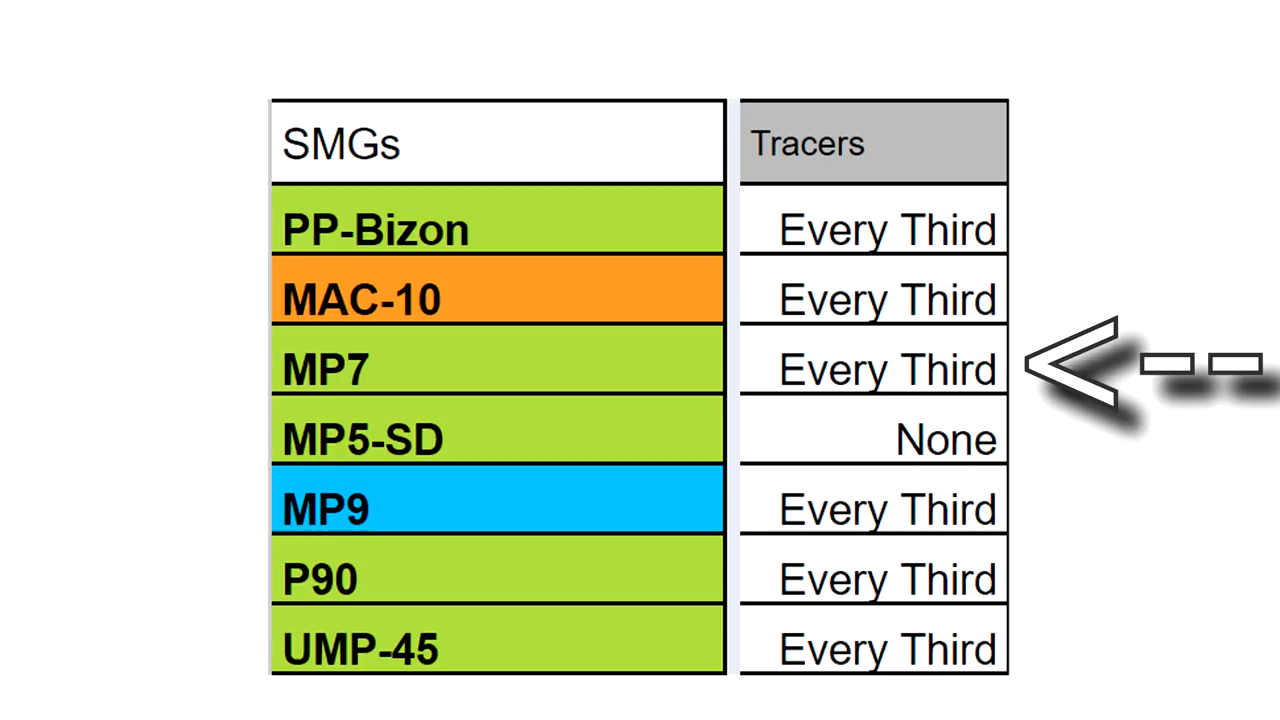 SMGs Tracers
PP-Bizon Every Third
MAC-10 Every Third
MP7 Every Third
MP5-SD None
MP9 Every Third
P90 Every Third
UMP-45 Every Third